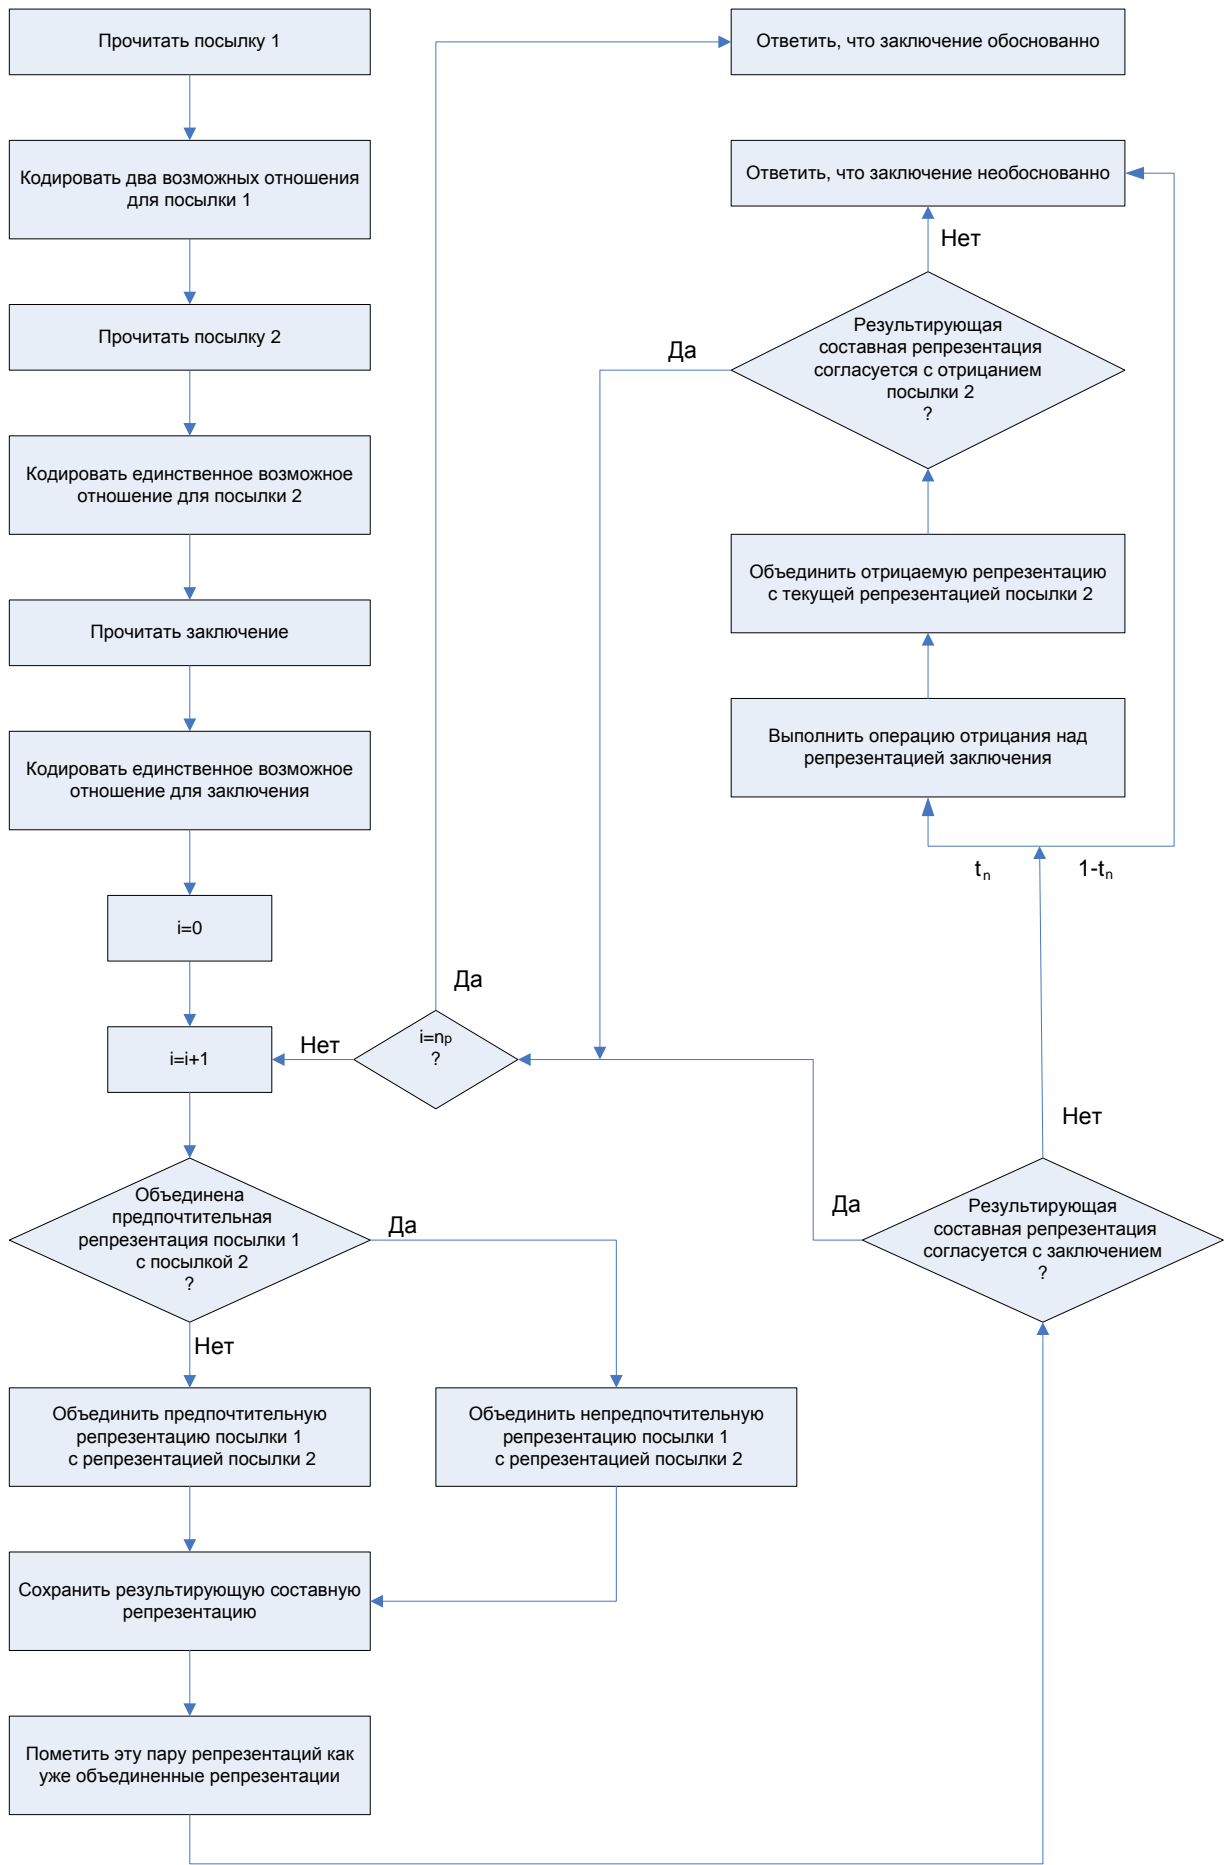 Прочитать посылку 1
Кодировать два возможных отношения
для посылки 1
Прочитать посылку 2
Кодировать единственное возможное
отношение для посылки 2
Прочитать заключение
Кодировать единственное возможное
отношение для заключения
i=0
i=i+1
Нет
i=np
?
Да
Объединена
предпочтительная
репрезентация посылки 1
с посылкой 2
?
Да
Нет
Объединить предпочтительную
репрезентацию посылки 1
с репрезентацией посылки 2
Объединить непредпочтительную
репрезентацию посылки 1
с репрезентацией посылки 2
Сохранить результирующую составную
репрезентацию
Пометить эту пару репрезентаций как
уже объединенные репрезентации
Результирующая
составная репрезентация
согласуется с заключением
?
Да
Нет
tn
1-tn
Выполнить операцию отрицания над
репрезентацией заключения
Объединить отрицаемую репрезентацию
с текущей репрезентацией посылки 2
Результирующая
составная репрезентация
согласуется с отрицанием
посылки 2
?
Да
Нет
Ответить, что заключение необоснованно
Ответить, что заключение обоснованно